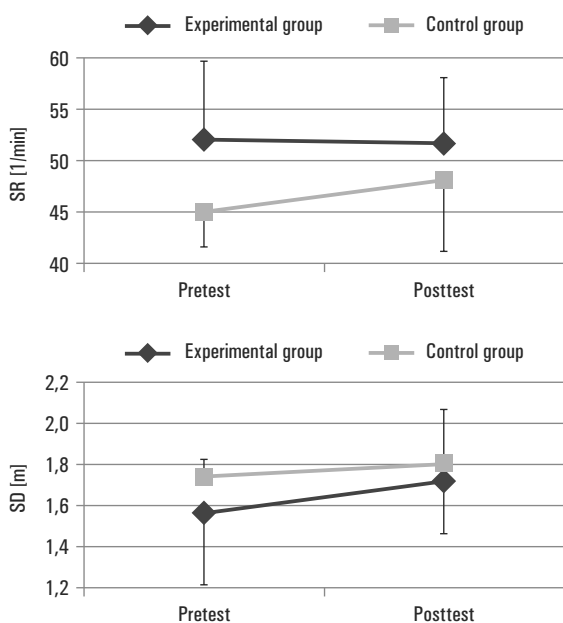 Experimental group Control group
60
55
50
45
40
SR [1/min]
Pretest Posttest
Experimental group Control group
2,2
2,0
1,8
1,6
1,4
1,2
SD [m]
Pretest Posttest